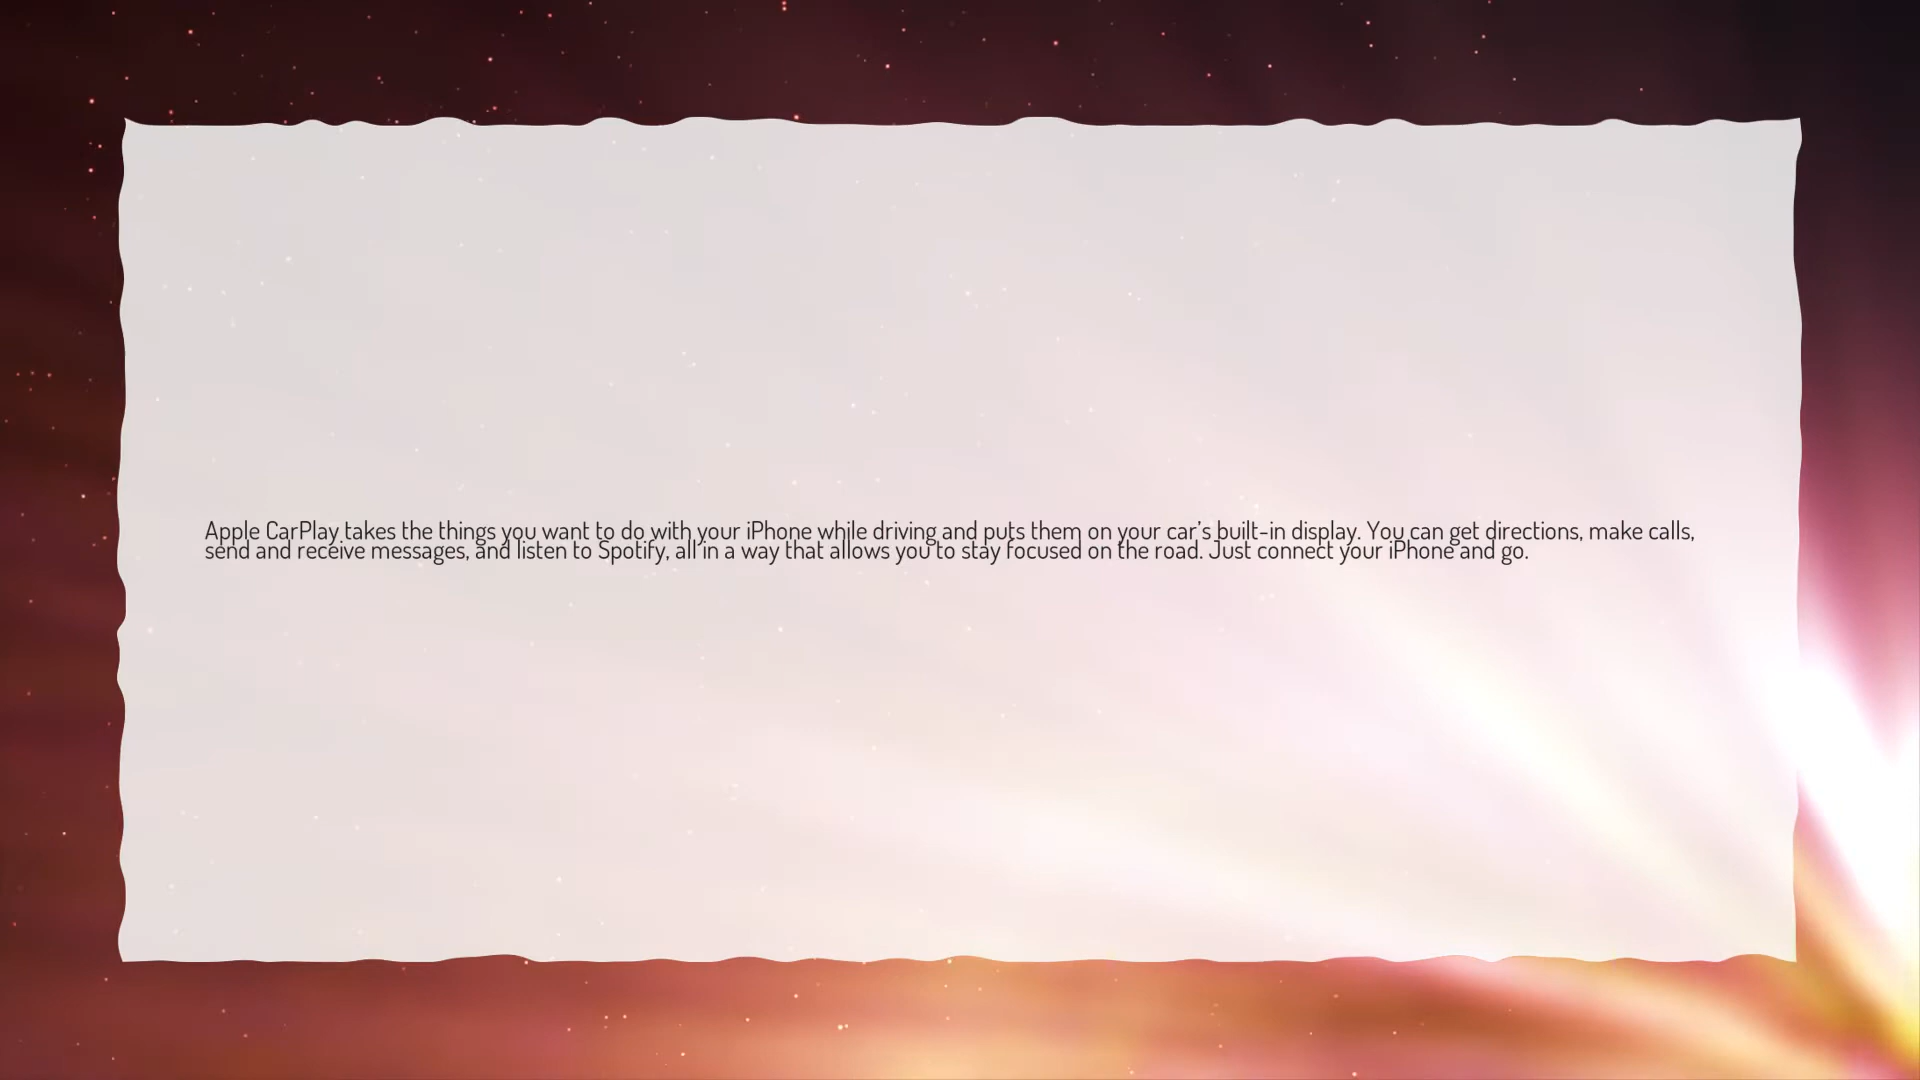 Apple CarPlay takes the things you want to do with your iPhone while driving and puts them on your car’s built-in display. You can get directions, make calls,
send and receive messages, and listen to Spotify, all in a way that allows you to stay focused on the road. Just connect your iPhone and go.